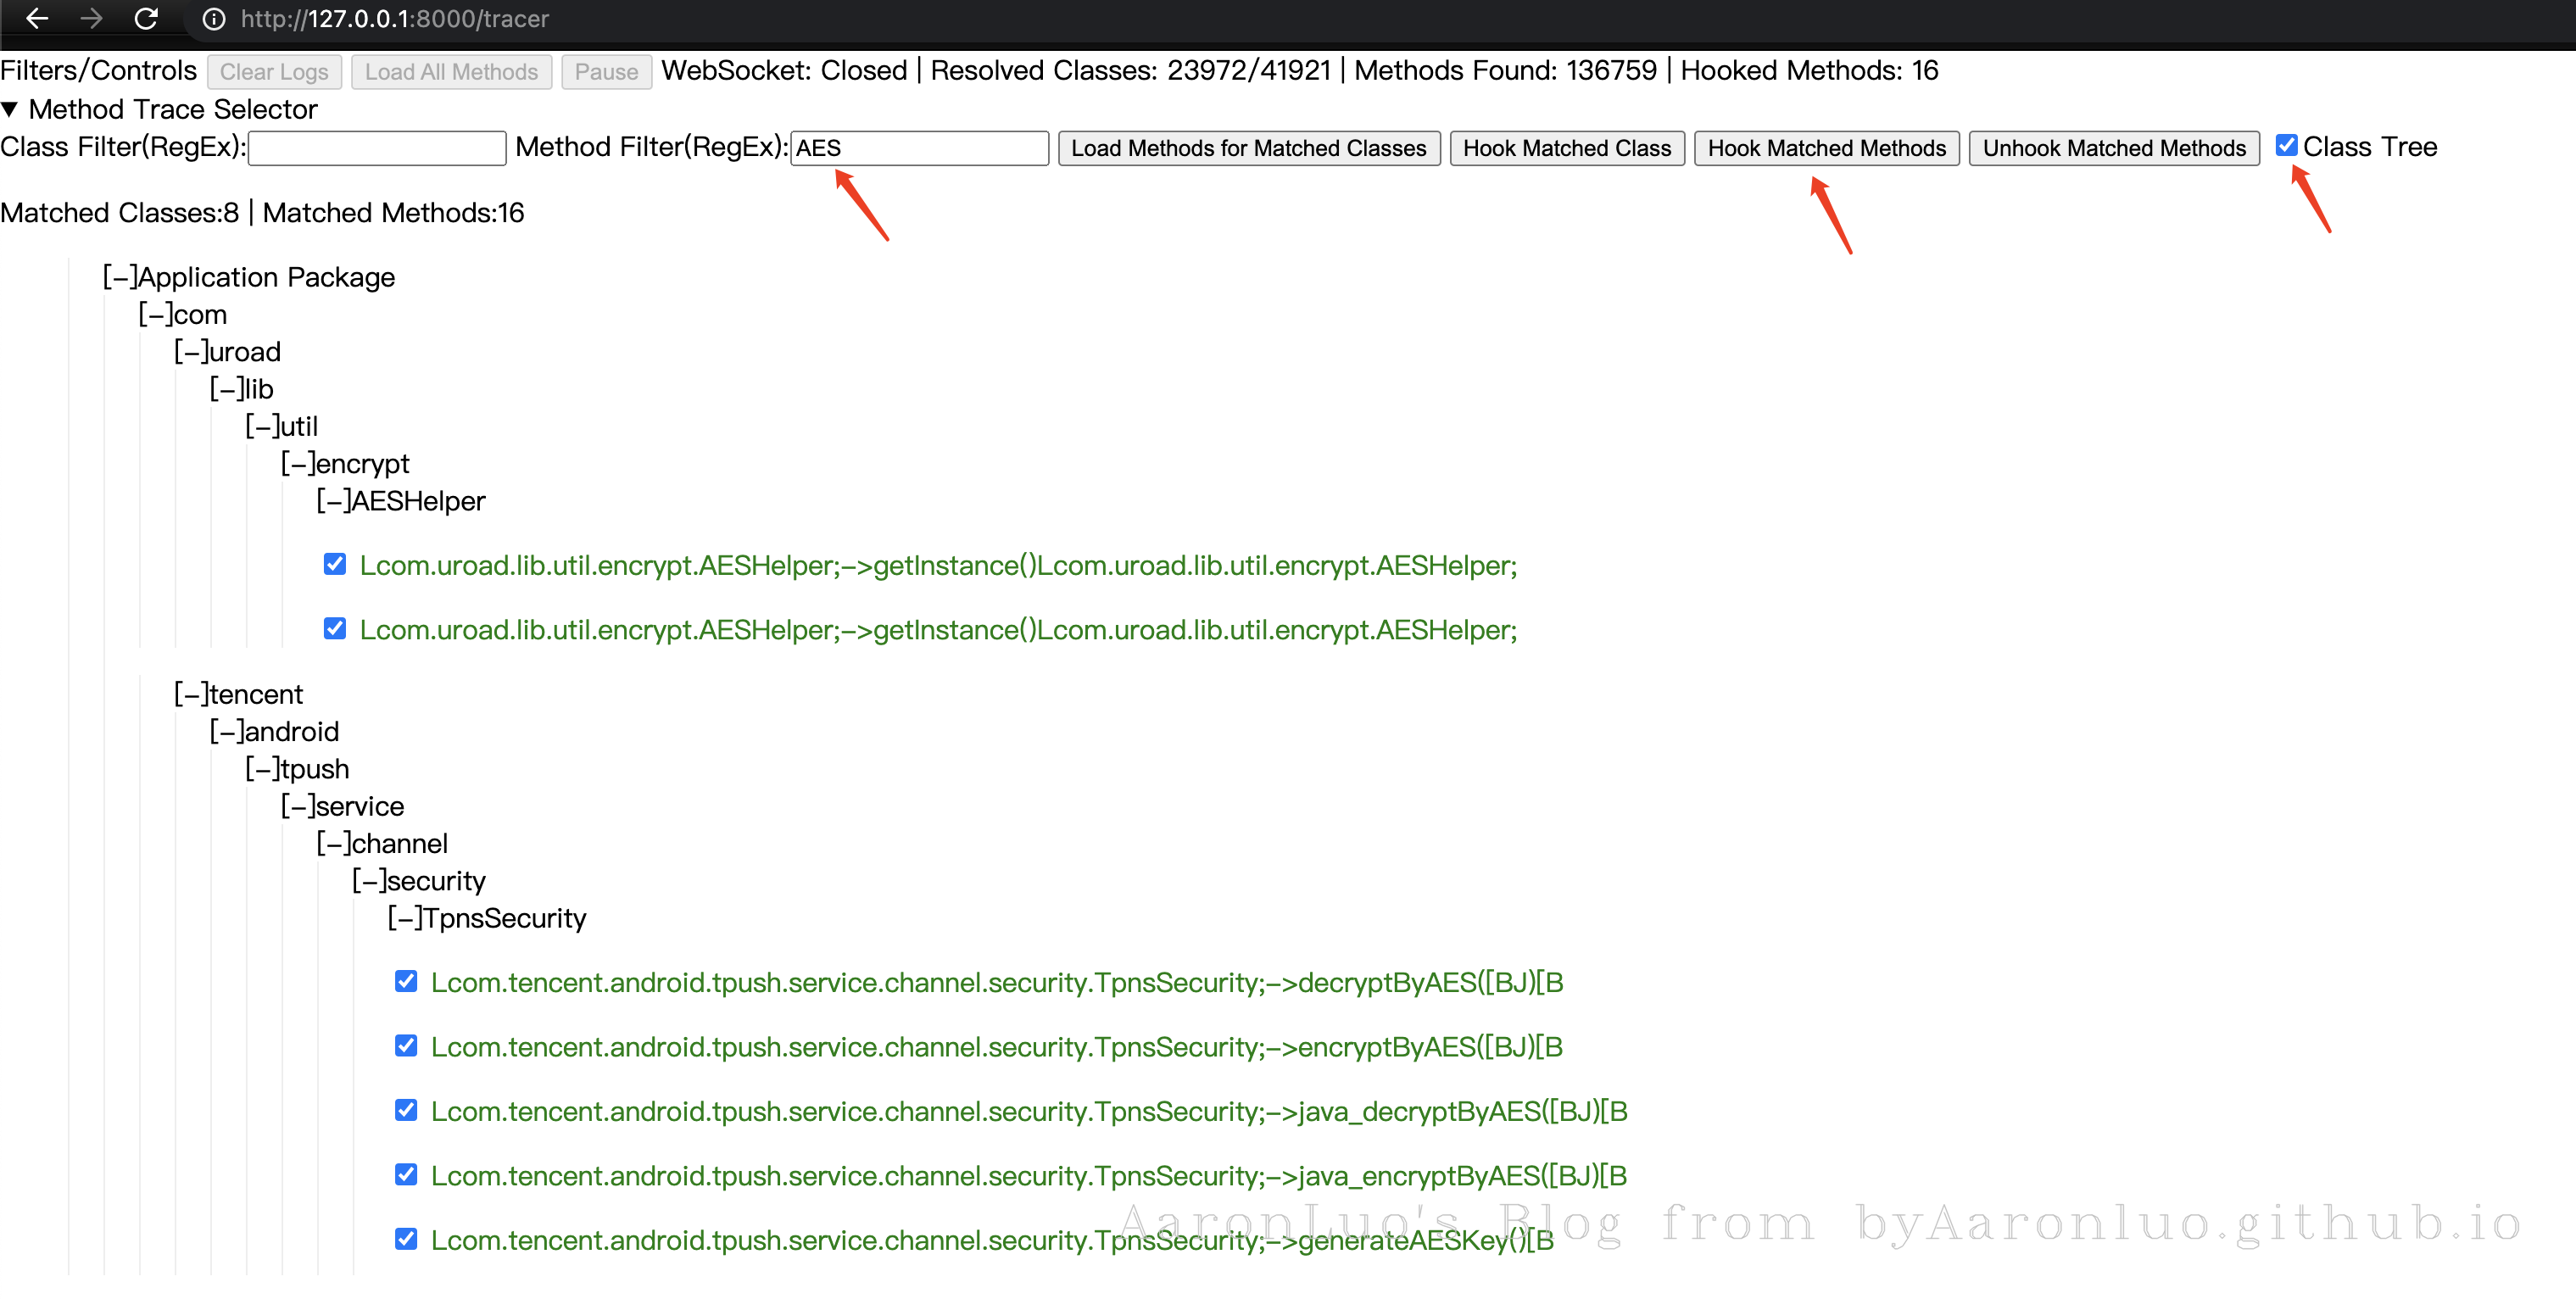 http://127.0.0.1:8000/tracer
Filters/Controls Clear Logs Load All Methods Pause WebSocket: Closed | Resolved Classes: 23972/41921 | Methods Found: 136759 | Hooked Methods: 16
▼ Method Trace Selector
Class Filter(RegEx): Method Filter(RegEx): AES Load Methods for Matched Classes Hook Matched Class Hook Matched Methods Unhook Matched Methods Class Tree
Matched Classes:8 | Matched Methods:16
[−]Application Package
[−]com
[−]uroad
[−]lib
[−]util
[−]encrypt
[−]AESHelper
Lcom.uroad.lib.util.encrypt.AESHelper;−>getInstance()Lcom.uroad.lib.util.encrypt.AESHelper;
Lcom.uroad.lib.util.encrypt.AESHelper;−>getInstance()Lcom.uroad.lib.util.encrypt.AESHelper;
[−]tencent
[−]android
[−]tpush
[−]service
[−]channel
[−]security
[−]TpnsSecurity
Lcom.tencent.android.tpush.service.channel.security.TpnsSecurity;−>decryptByAES([BJ)[B
Lcom.tencent.android.tpush.service.channel.security.TpnsSecurity;−>encryptByAES([BJ)[B
Lcom.tencent.android.tpush.service.channel.security.TpnsSecurity;−>java_decryptByAES([BJ)[B
Lcom.tencent.android.tpush.service.channel.security.TpnsSecurity;−>java_encryptByAES([BJ)[B
Lcom.tencent.android.tpush.service.channel.security.TpnsSecurity;−>generateAESKey()[B
AaronLuo's Blog from byAaronluo.github.io